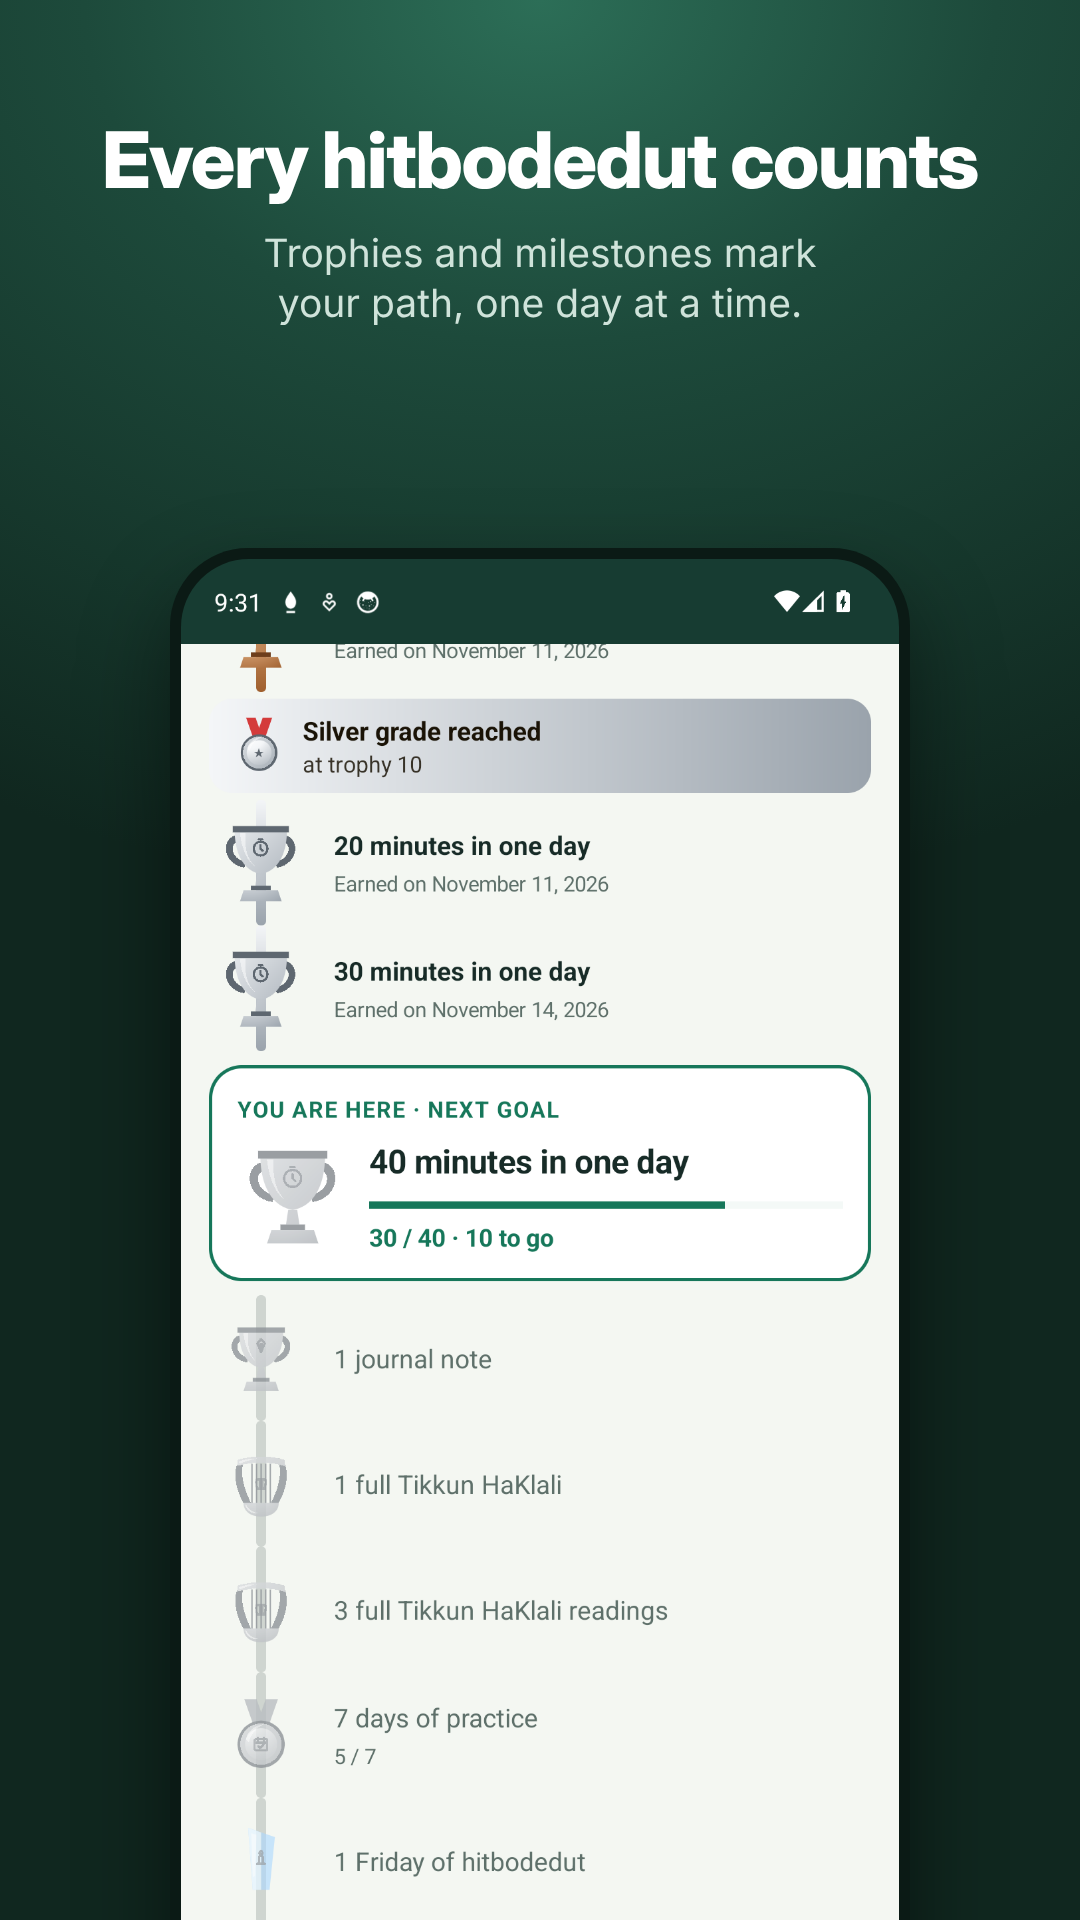 Every hitbodedut counts
Trophies and milestones mark
your path, one day at a time.
9:31
Earned on November 11, 2026
Silver grade reached
at trophy 10
20 minutes in one day
Earned on November 11, 2026
30 minutes in one day
Earned on November 14, 2026
YOU ARE HERE · NEXT GOAL
40 minutes in one day
30 / 40 · 10 to go
1 journal note
1 full Tikkun HaKlali
3 full Tikkun HaKlali readings
7 days of practice
5 / 7
1 Friday of hitbodedut